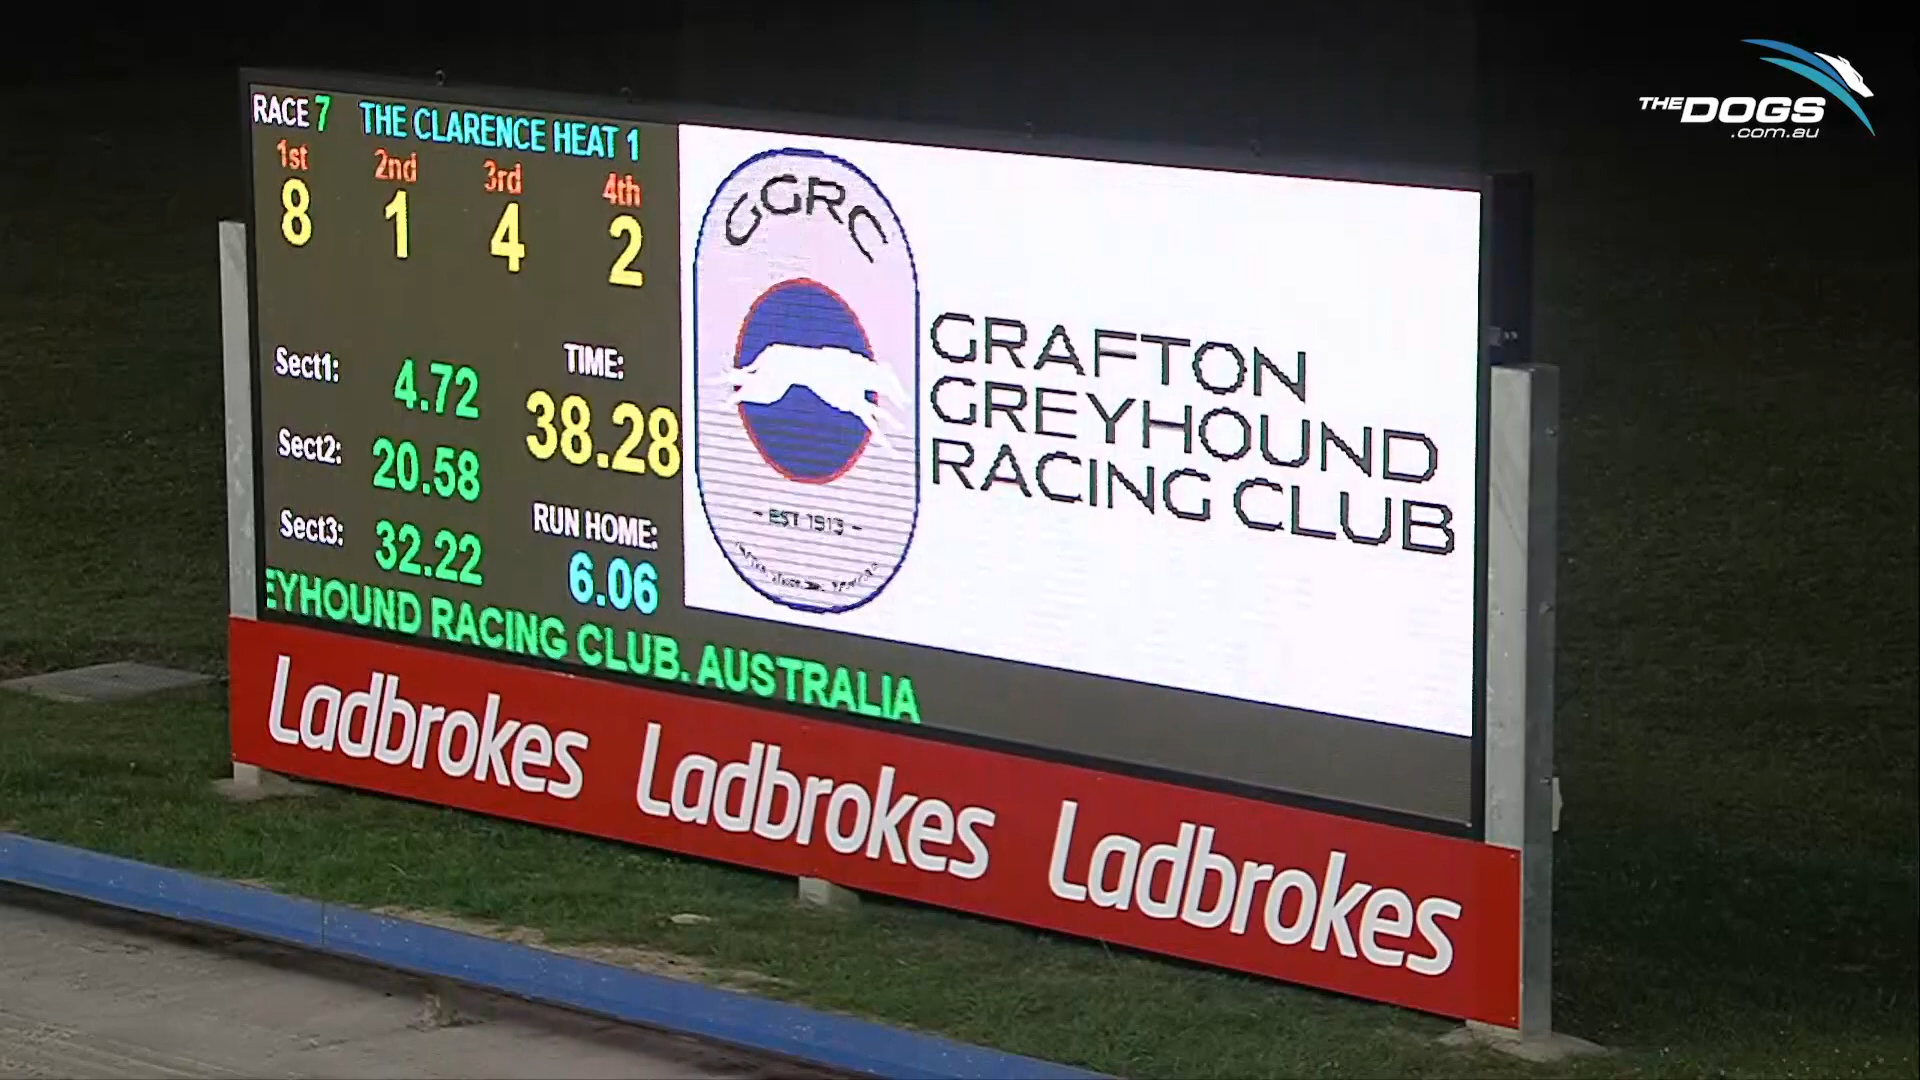 THE DOGS
.com.au
RACE 7 THE CLARENCE HEAT 1
1st 2nd 3rd 4th
8 1 4 2
Sect1: 4.72
TIME:
38.28
Sect2: 20.58
Sect3: 32.22
RUN HOME:
6.06
EYHOUND RACING CLUB. AUSTRALIA
GGRC
- EST 1913 -
GRAFTON
GREYHOUND
RACING CLUB
Ladbrokes Ladbrokes Ladbrokes